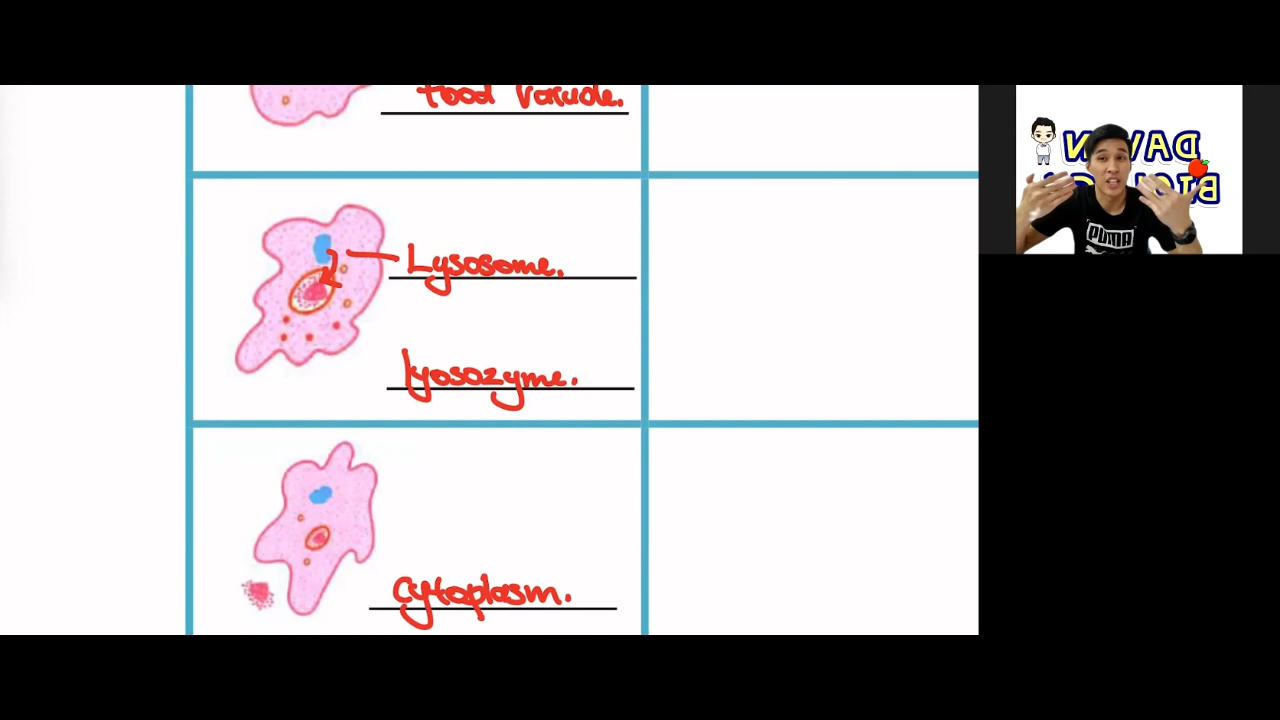 food vacuole.
Lysosome.
lysozyme.
cytoplasm.
PUMA